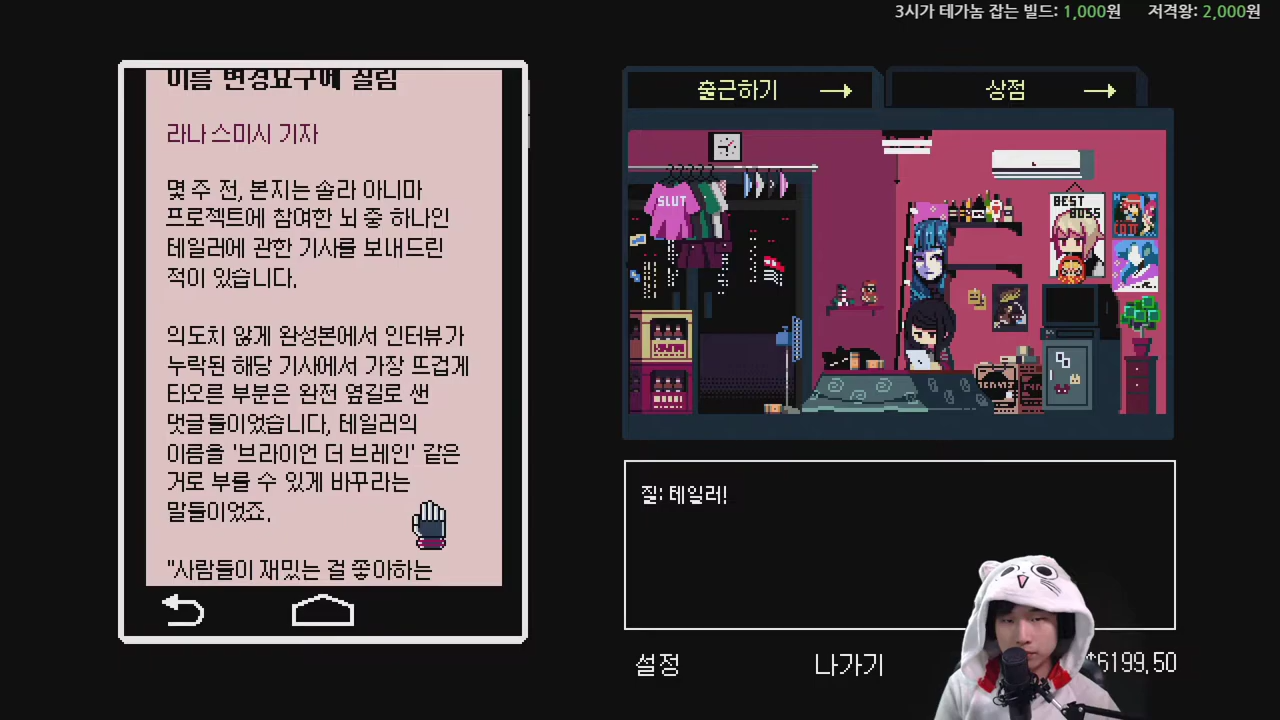 3시가 테가놈 잡는 빌드: 1,000원 저격왕: 2,000원
이름 변경요구에 질림
라나 스미시 기자
몇 주 전, 본지는 솔라 아니마
프로젝트에 참여한 뇌 중 하나인
테일러에 관한 기사를 보내드린
적이 있습니다.
의도치 않게 완성본에서 인터뷰가
누락된 해당 기사에서 가장 뜨겁게
타오른 부분은 완전 옆길로 샌
댓글들이었습니다, 테일러의
이름을 '브라이언 더 브레인' 같은
거로 부를 수 있게 바꾸라는
말들이었죠.
"사람들이 재밌는 걸 좋아하는
출근하기
상점
SLUT
BEST
BOSS
질: 테일러!
설정
나가기
6199.50